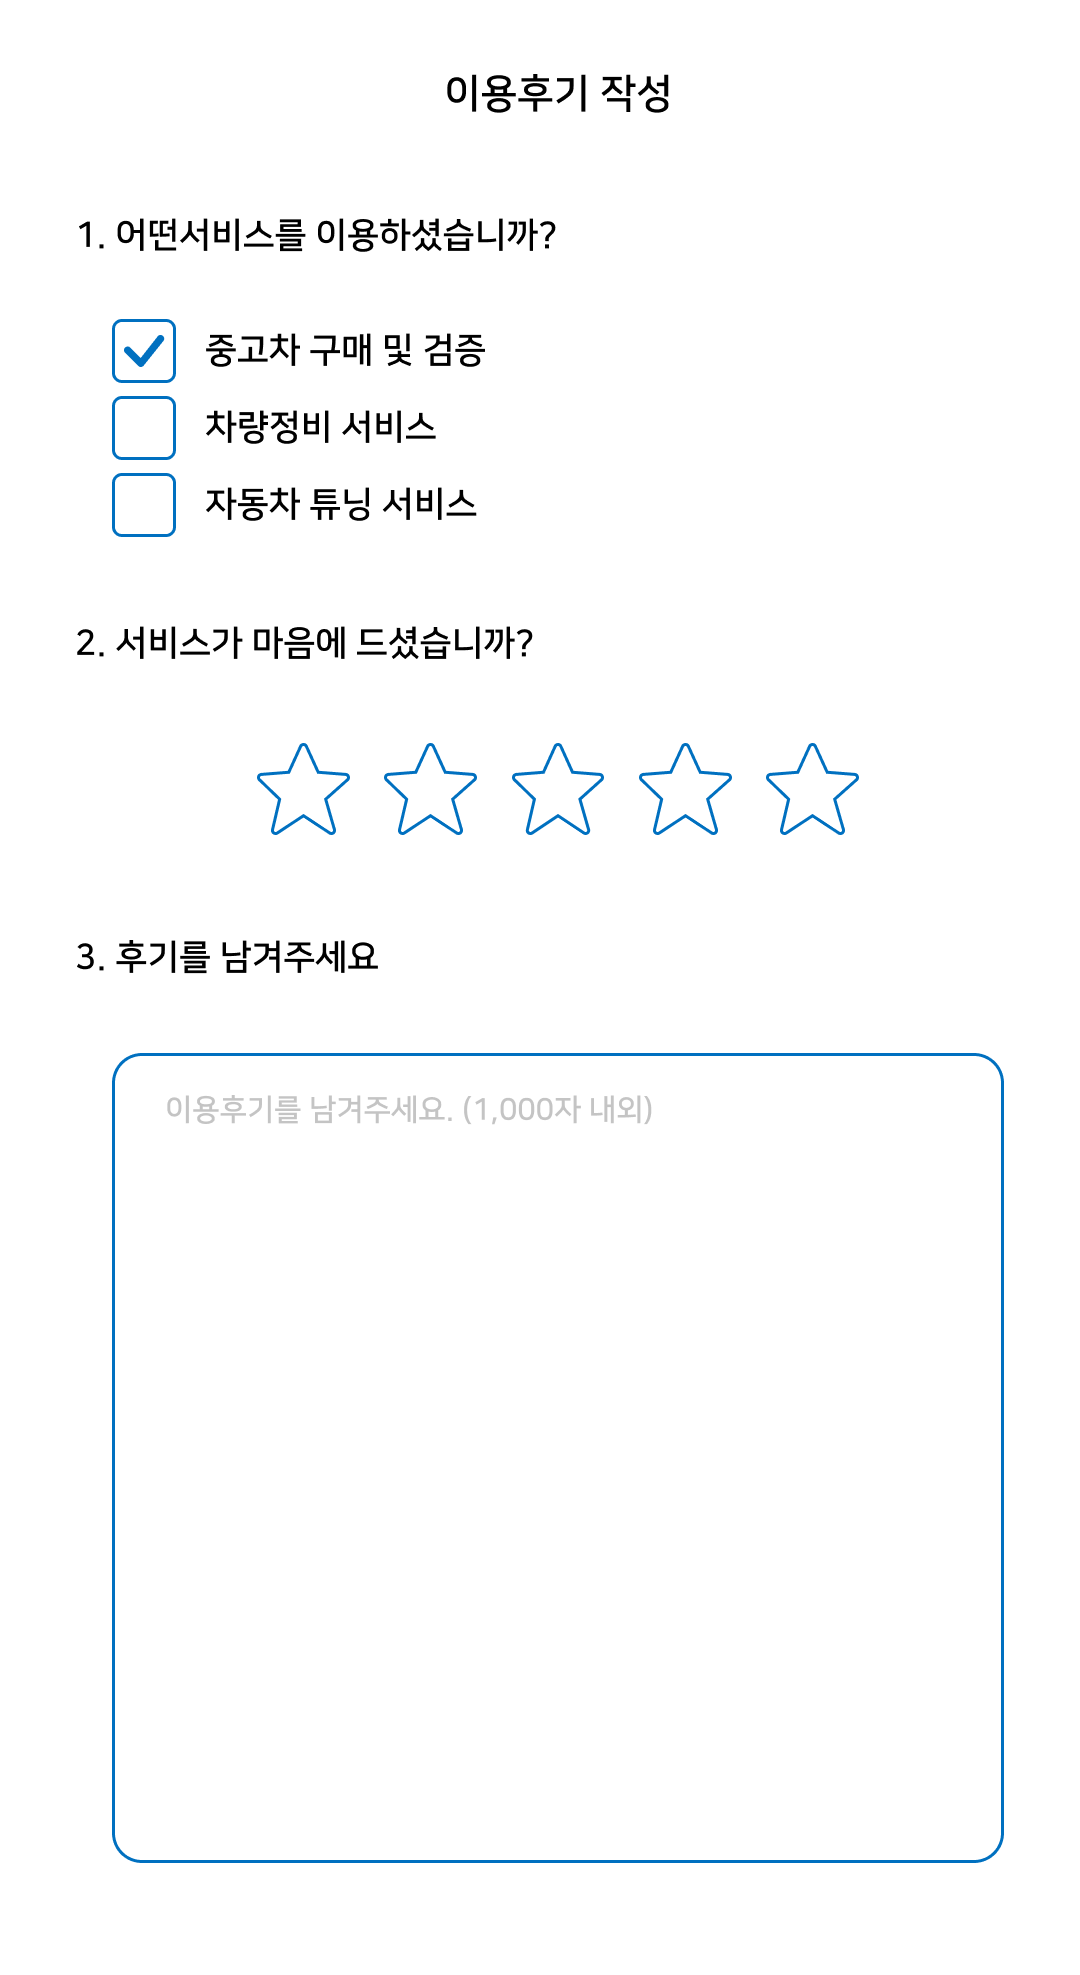 이용후기 작성
1. 어떤서비스를 이용하셨습니까?
중고차 구매 및 검증
차량정비 서비스
자동차 튜닝 서비스
2. 서비스가 마음에 드셨습니까?
3. 후기를 남겨주세요
이용후기를 남겨주세요. (1,000자 내외)